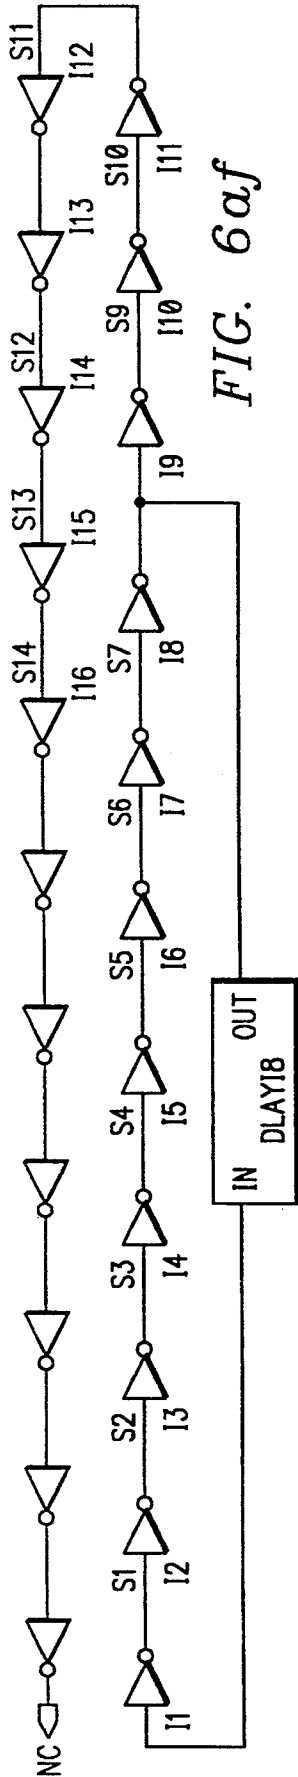 NC S14 S13 S12 S11
I16 I15 I14 I13 I12
S1 S2 S3 S4 S5 S6 S7 S9 S10
I1 I2 I3 I4 I5 I6 I7 I8 I9 I10 I11
IN OUT
DLAYI8
FIG. 6af